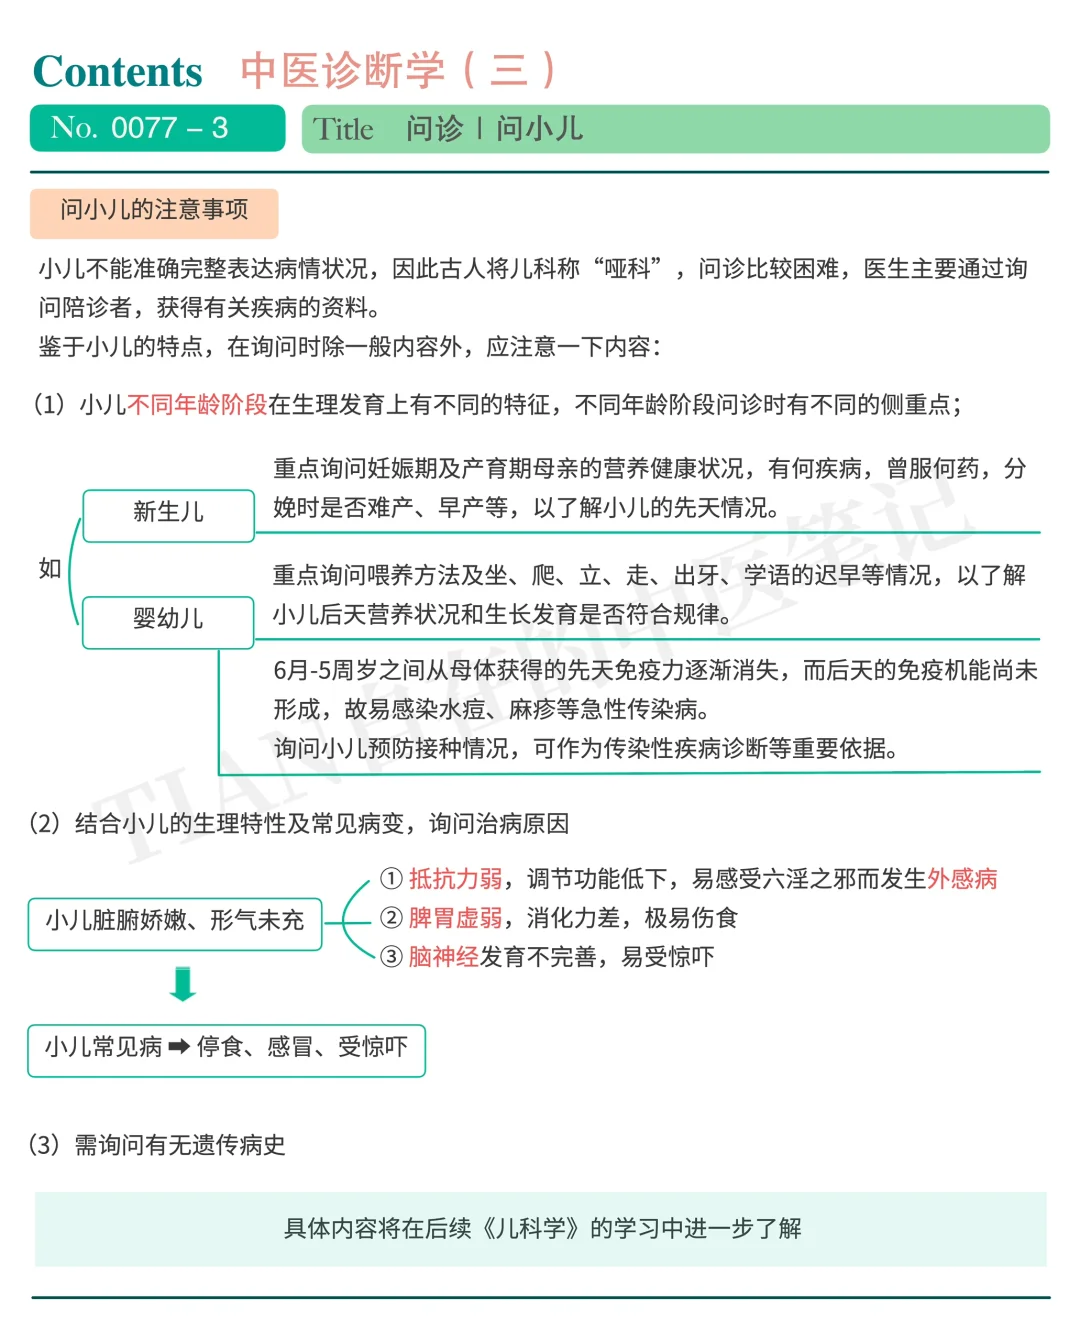 Contents 中医诊断学（三）
No. 0077 – 3
Title 问诊 | 问小儿
问小儿的注意事项
小儿不能准确完整表达病情状况，因此古人将儿科称“哑科”，问诊比较困难，医生主要通过询
问陪诊者，获得有关疾病的资料。
鉴于小儿的特点，在询问时除一般内容外，应注意一下内容：
（1）小儿不同年龄阶段在生理发育上有不同的特征，不同年龄阶段问诊时有不同的侧重点；
如
新生儿
重点询问妊娠期及产育期母亲的营养健康状况，有何疾病，曾服何药，分
娩时是否难产、早产等，以了解小儿的先天情况。
婴幼儿
重点询问喂养方法及坐、爬、立、走、出牙、学语的迟早等情况，以了解
小儿后天营养状况和生长发育是否符合规律。
6月-5周岁之间从母体获得的先天免疫力逐渐消失，而后天的免疫机能尚未
形成，故易感染水痘、麻疹等急性传染病。
询问小儿预防接种情况，可作为传染性疾病诊断等重要依据。
（2）结合小儿的生理特性及常见病变，询问治病原因
小儿脏腑娇嫩、形气未充
① 抵抗力弱，调节功能低下，易感受六淫之邪而发生外感病
② 脾胃虚弱，消化力差，极易伤食
③ 脑神经发育不完善，易受惊吓
小儿常见病 ➡ 停食、感冒、受惊吓
（3）需询问有无遗传病史
具体内容将在后续《儿科学》的学习中进一步了解
TIAN自在的中医笔记